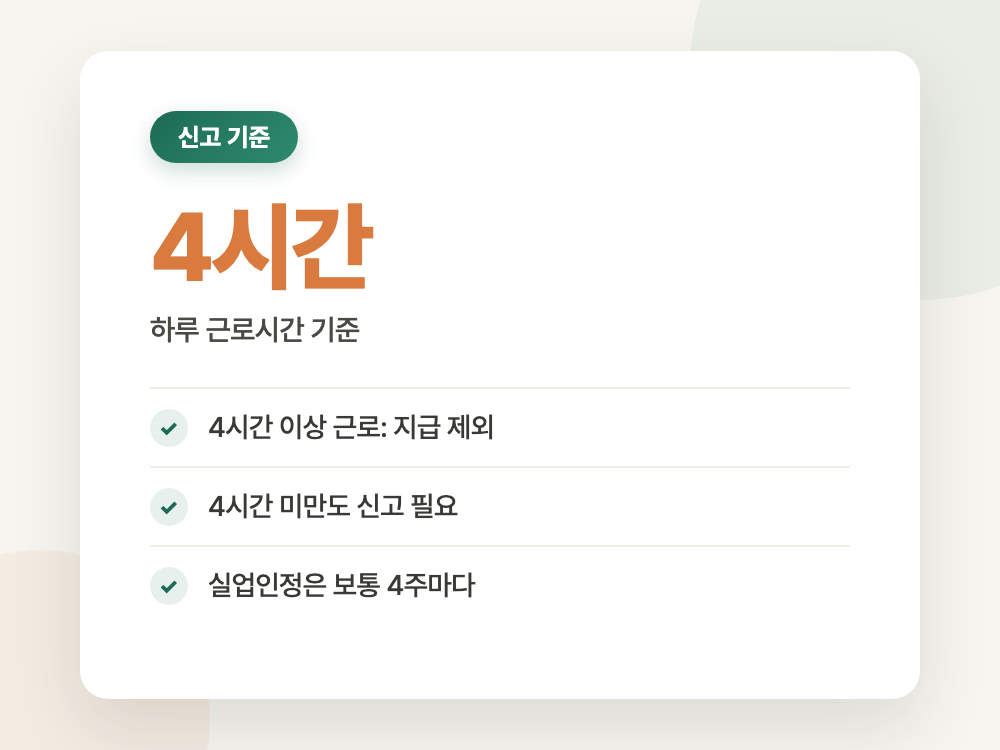 신고 기준
4시간
하루 근로시간 기준
4시간 이상 근로: 지급 제외
4시간 미만도 신고 필요
실업인정은 보통 4주마다